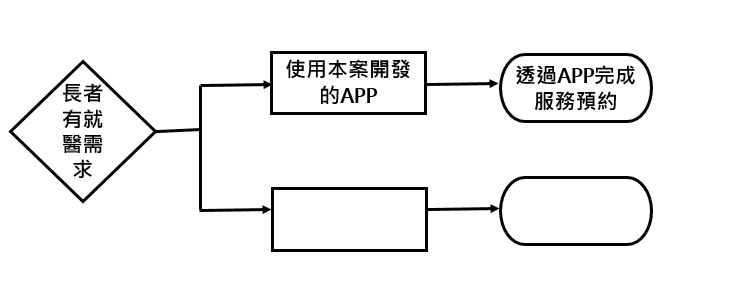 長者
有就
醫需
求
使用本案開發
的APP
透過APP完成
服務預約